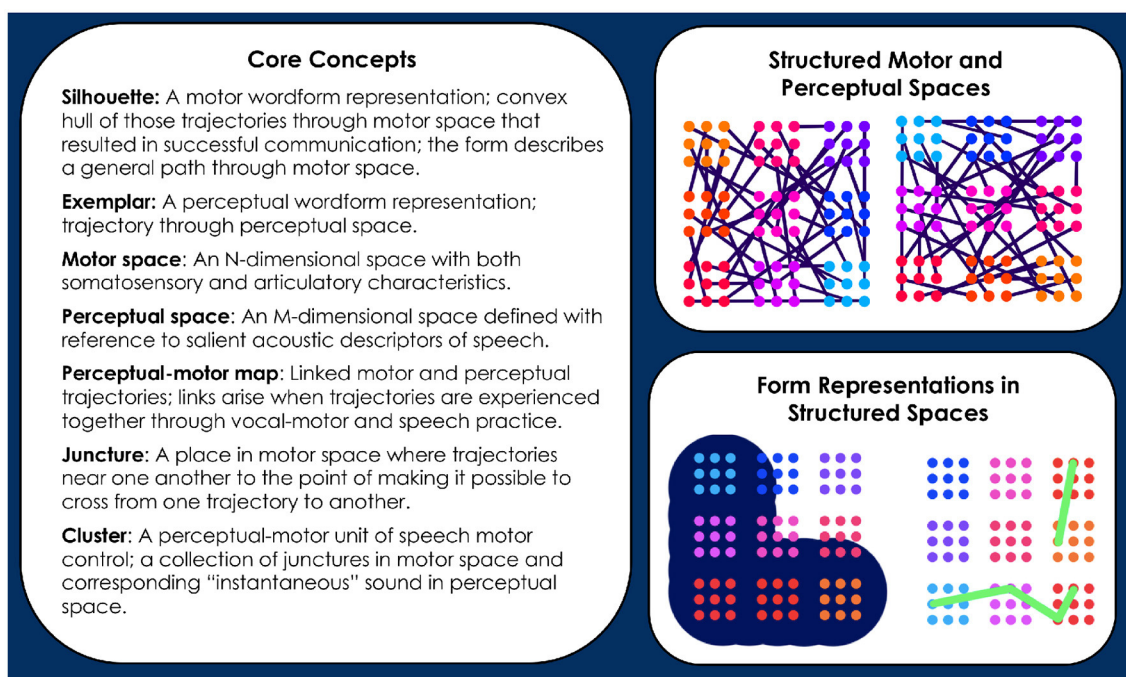 Core Concepts
Silhouette: A motor wordform representation; convex
hull of those trajectories through motor space that
resulted in successful communication; the form describes
a general path through motor space.
Exemplar: A perceptual wordform representation;
trajectory through perceptual space.
Motor space: An N-dimensional space with both
somatosensory and articulatory characteristics.
Perceptual space: An M-dimensional space defined with
reference to salient acoustic descriptors of speech.
Perceptual-motor map: Linked motor and perceptual
trajectories; links arise when trajectories are experienced
together through vocal-motor and speech practice.
Juncture: A place in motor space where trajectories
near one another to the point of making it possible to
cross from one trajectory to another.
Cluster: A perceptual-motor unit of speech motor
control; a collection of junctures in motor space and
corresponding “instantaneous” sound in perceptual
space.
Structured Motor and
Perceptual Spaces
Form Representations in
Structured Spaces